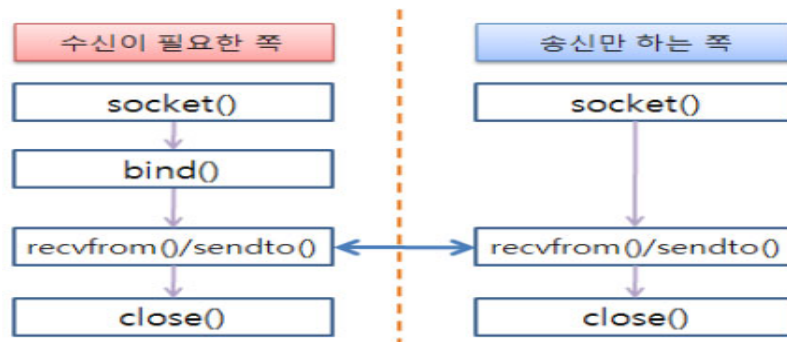 수신이 필요한 쪽
송신만 하는 쪽
socket()
socket()
bind()
recvfrom()/sendto()
recvfrom()/sendto()
close()
close()